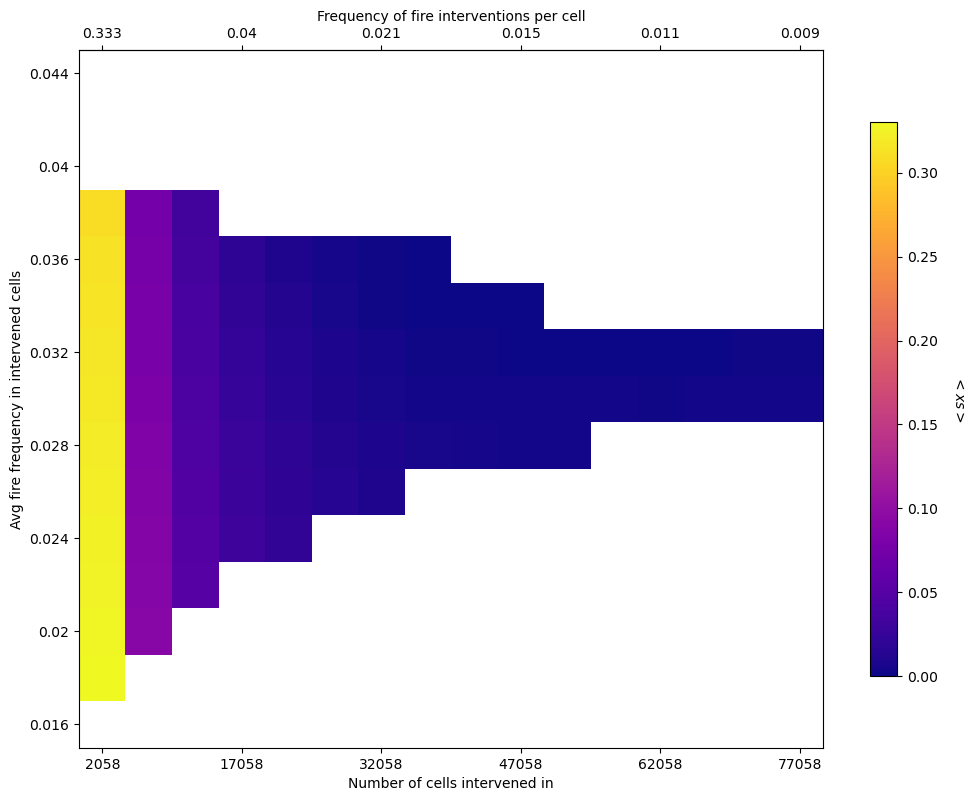 Frequency of fire interventions per cell
0.333 0.04 0.021 0.015 0.011 0.009
0.044
0.04
0.036
0.032
0.028
0.024
0.02
0.016
Avg fire frequency in intervened cells
2058 17058 32058 47058 62058 77058
Number of cells intervened in
0.30
0.25
0.20
0.15
0.10
0.05
0.00
< sx >